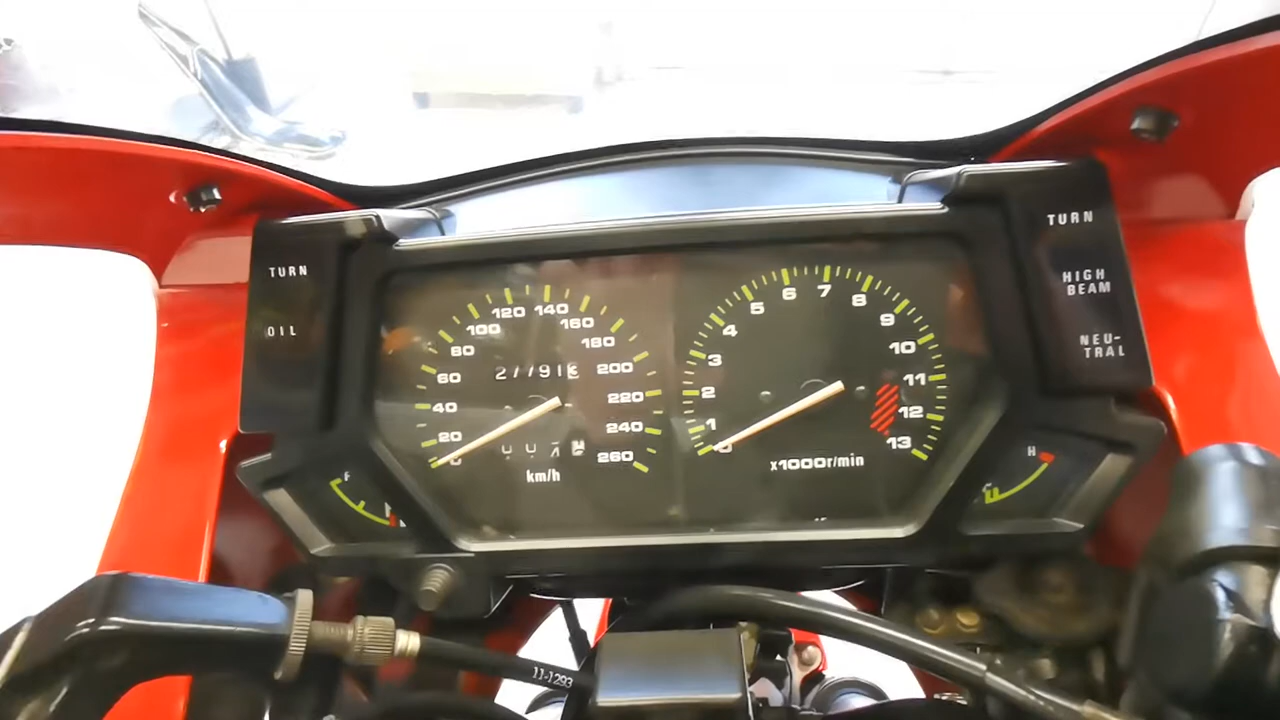 TURN
OIL
TURN
HIGH
BEAM
NEU-
TRAL
0 20 40 60 80 100 120 140 160 180 200 220 240 260
27791
km/h
0 1 2 3 4 5 6 7 8 9 10 11 12 13
x1000r/min
F
H
C
11-1293